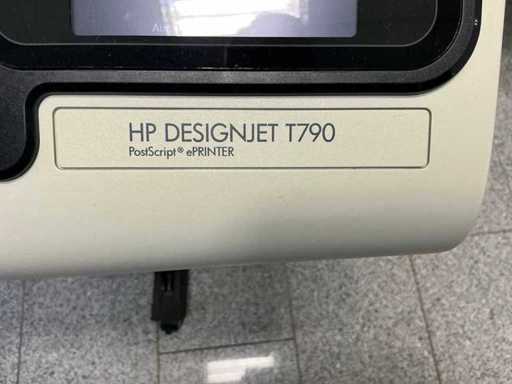 HP DESIGNJET T790
PostScript® ePRINTER